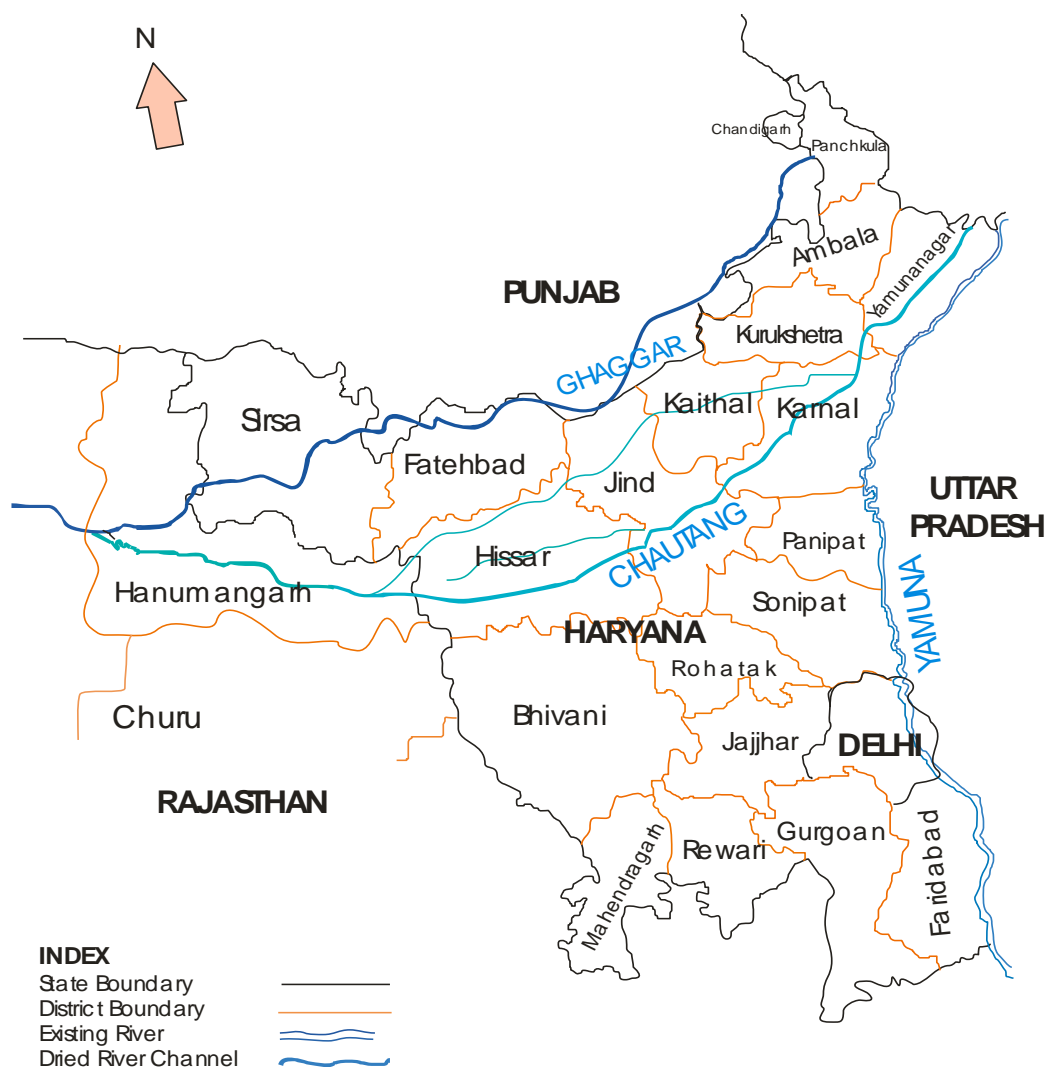 N
Chandigarh
Panchkula
Ambala
Yamunanagar
PUNJAB
Kurukshetra
GHAGGAR
Kaithal
Karnal
Sirsa
Fatehbad
Jind
UTTAR
PRADESH
CHAUTANG
Panipat
Hissar
Hanumangarh
Sonipat
YAMUNA
HARYANA
Rohatak
Churu
Bhivani
Jajjhar
DELHI
RAJASTHAN
Mahendragarh
Rewari
Gurgoan
Faridabad
INDEX
State Boundary
District Boundary
Existing River
Dried River Channel